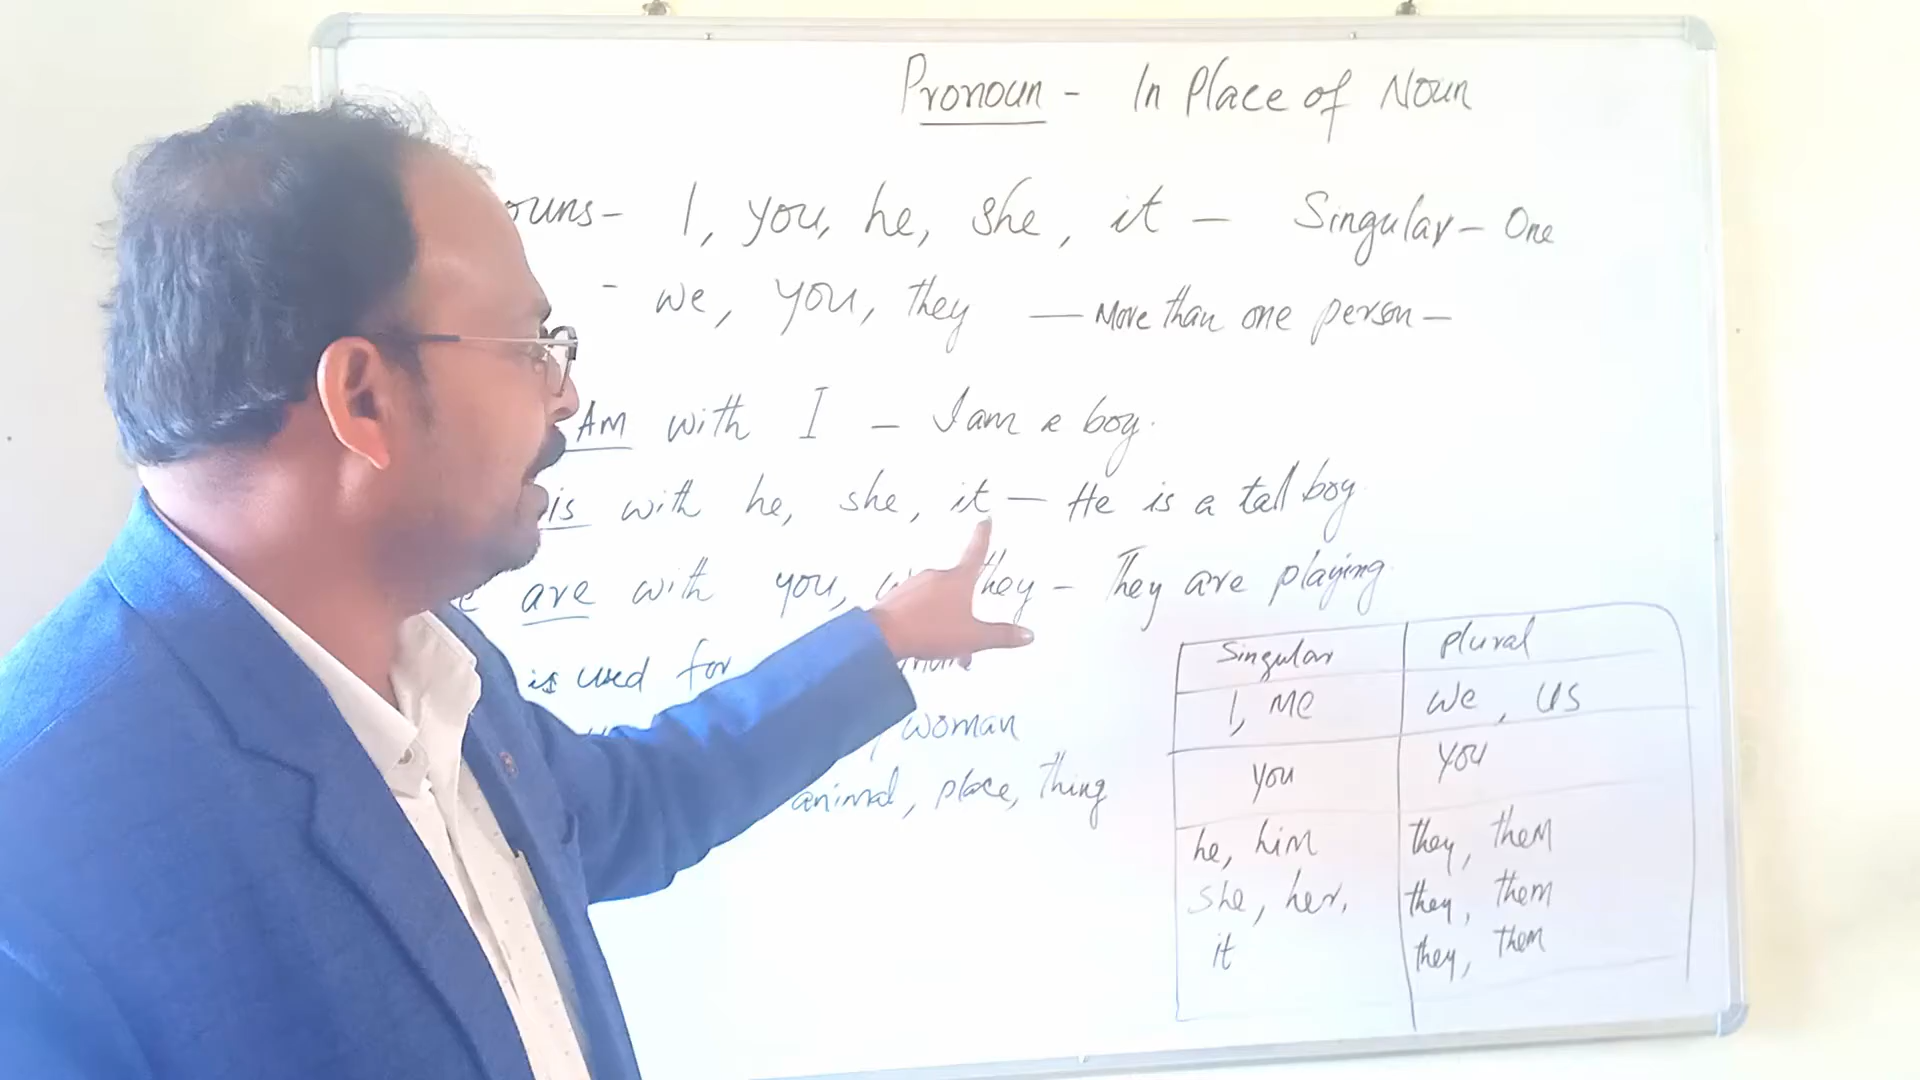 Pronoun - In Place of Noun
ouns - I, you, he, she, it - Singular - One
- we, you, they - More than one person -
Am with I - I am a boy.
is with he, she, it - He is a tall boy.
are with you, they - They are playing.
is used for
woman
animal, place, thing
Singular Plural
I, me we, us
you you
he, him they, them
she, her, they, them
it they, them